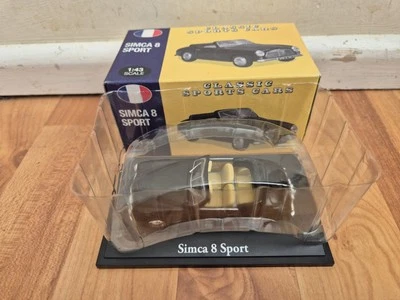 SIMCA 8
SPORT
1:43
SCALE
CLASSIC
SPORTS CARS
SIMCA 8
SPORT
Simca 8 Sport